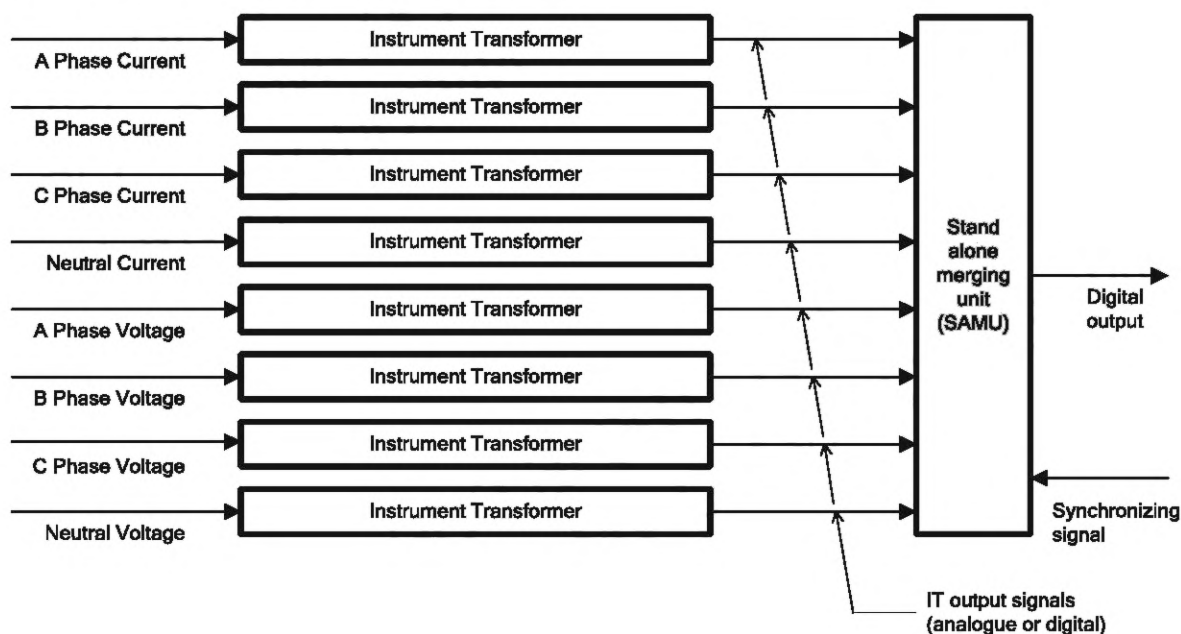 A Phase Current
Instrument Transformer
B Phase Current
Instrument Transformer
C Phase Current
Instrument Transformer
Neutral Current
Instrument Transformer
A Phase Voltage
Instrument Transformer
B Phase Voltage
Instrument Transformer
C Phase Voltage
Instrument Transformer
Neutral Voltage
Instrument Transformer
Stand
alone
merging
unit
(SAMU)
Digital
output
Synchronizing
signal
IT output signals
(analogue or digital)